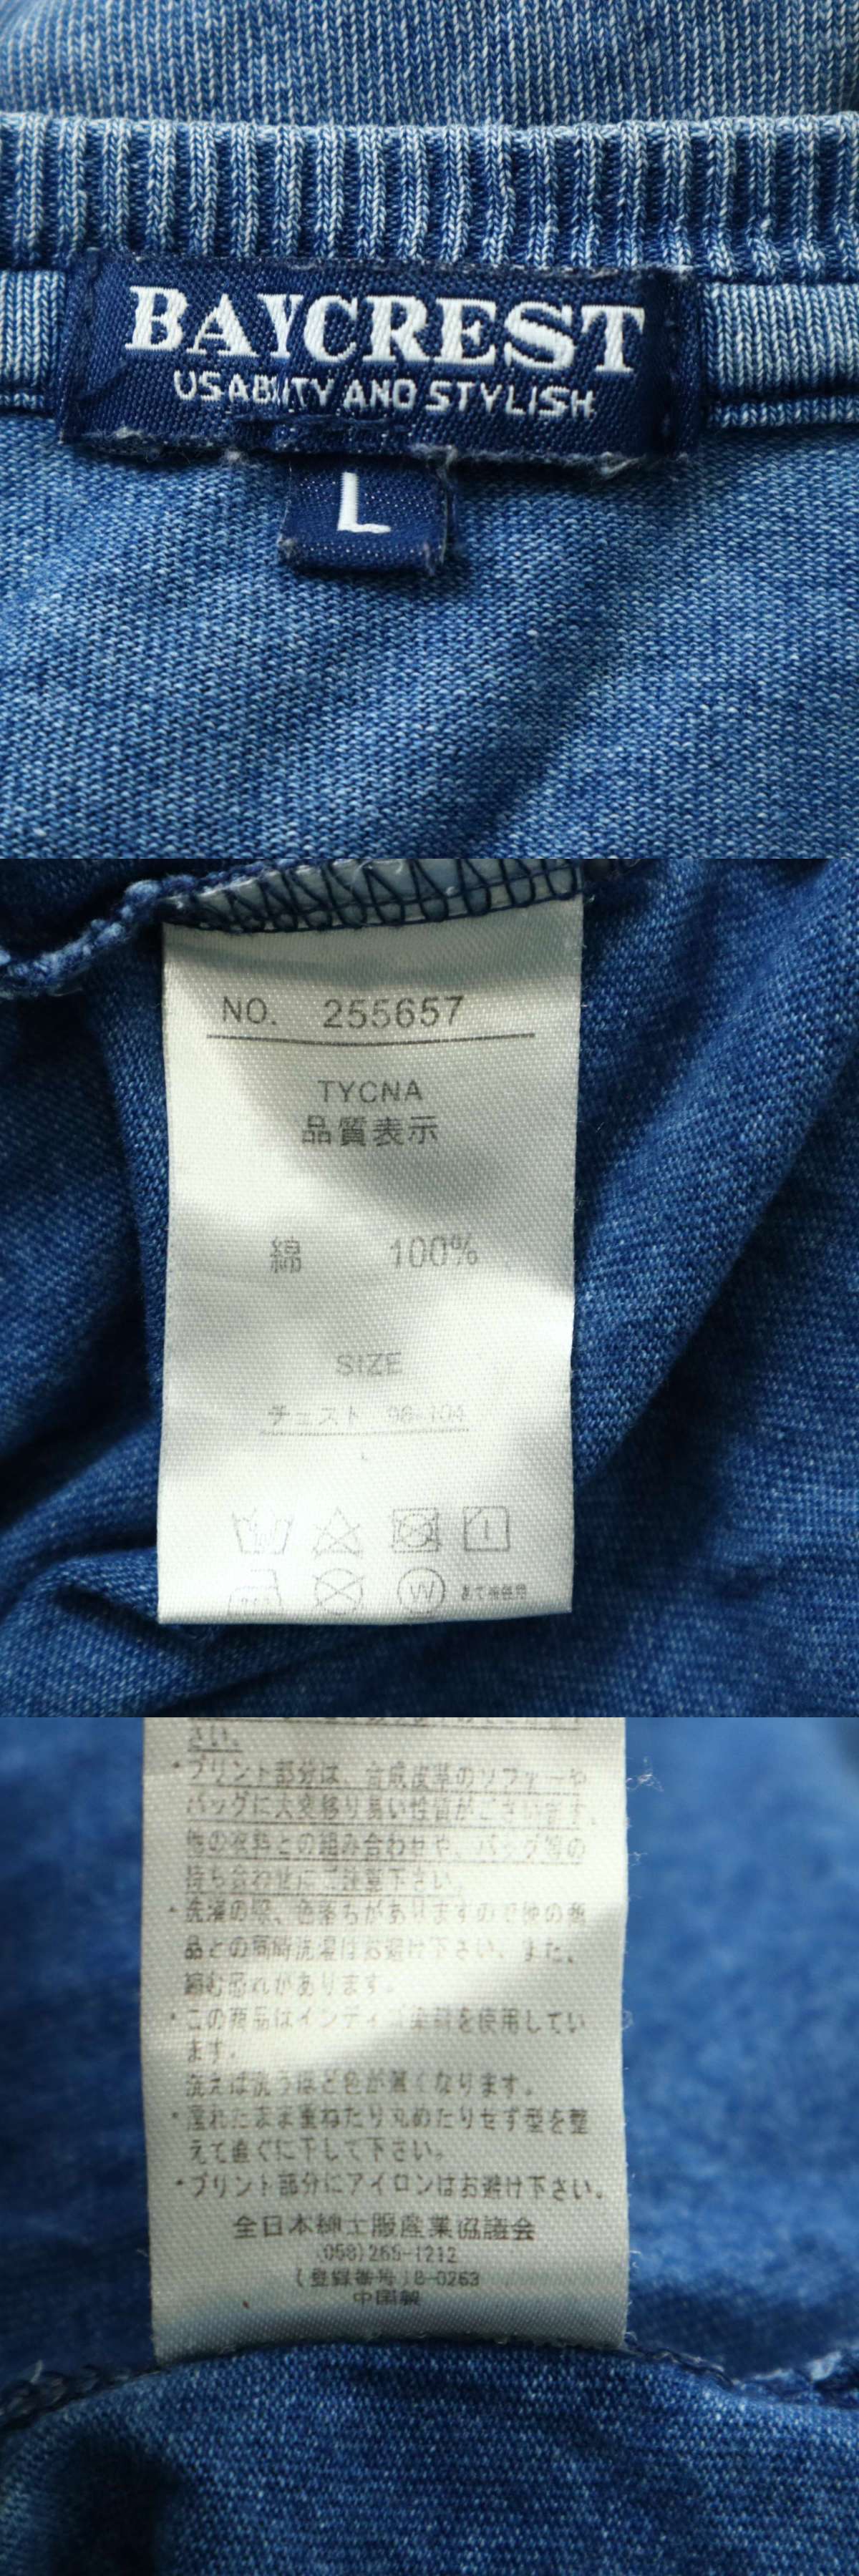 BAYCREST
USABILITY AND STYLISH
L
NO. 255657
TYCNA
品質表示
綿 100%
SIZE
チェスト 96-104
L
W
あて布使用
さい。
・プリント部分は、合成皮革のソファーや
バッグに大変移り易い性質がございます。
他の衣料との組み合わせや、バッグ等の
持ち合わせにご注意下さい。
・洗濯の際、色落ちがありますので他の製
品との同時洗濯はお避け下さい。また、
縮む恐れがあります。
・この商品はインディゴ染料を使用してい
ます。
洗えば洗うほど色が薄くなります。
・濡れたまま重ねたり丸めたりせず型を整
えて直ぐに干して下さい。
・プリント部分にアイロンはお避け下さい。
全日本紳士服産業協議会
(058)265-1212
(登録番号 18-0263
中国製